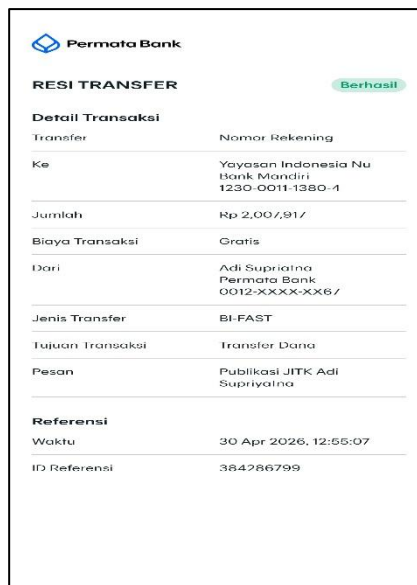 Permata Bank
RESI TRANSFER Berhasil
Detail Transaksi
Transfer Nomor Rekening
Ke Yayasan Indonesia Nu
Bank Mandiri
1230-0011-1380-4
Jumlah Rp 2,007,917
Biaya Transaksi Gratis
Dari Adi Supriatna
Permata Bank
0012-XXXX-XX67
Jenis Transfer BI-FAST
Tujuan Transaksi Transfer Dana
Pesan Publikasi JITK Adi
Supriyatna
Referensi
Waktu 30 Apr 2026, 12:55:07
ID Referensi 384286799